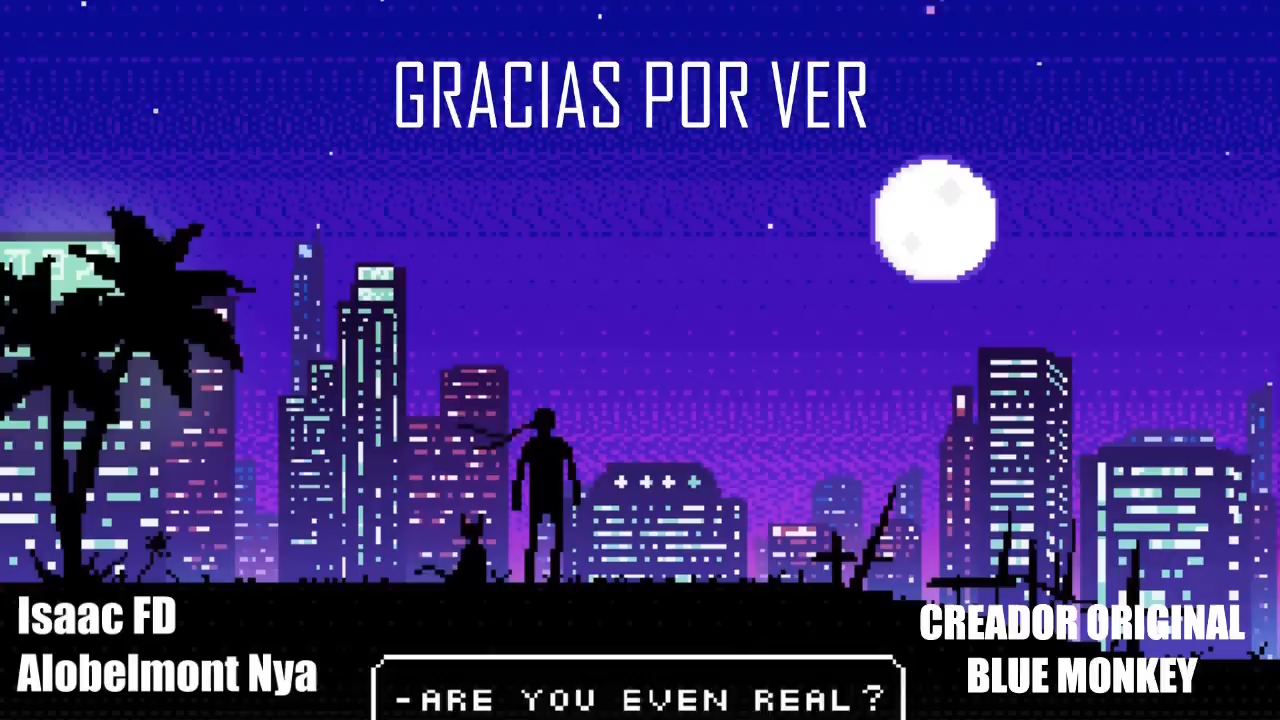 GRACIAS POR VER
Isaac FD
Alobelmont Nya
CREADOR ORIGINAL
BLUE MONKEY
-ARE YOU EVEN REAL?